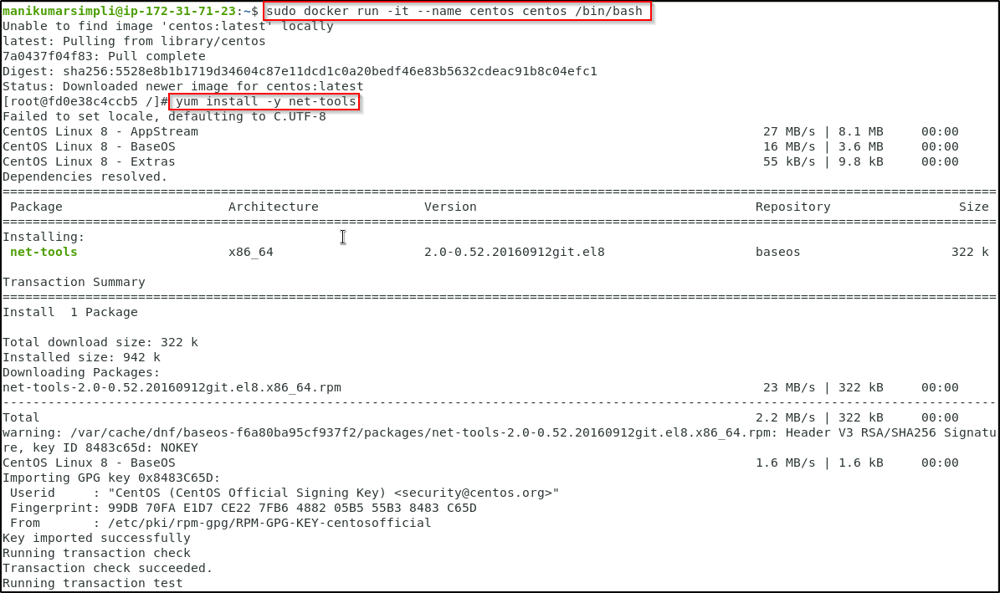 manikumarsimpli@ip-172-31-71-23:~$ sudo docker run -it --name centos centos /bin/bash
Unable to find image 'centos:latest' locally
latest: Pulling from library/centos
7a0437f04f83: Pull complete
Digest: sha256:5528e8b1b1719d34604c87e11dcd1c0a20bedf46e83b5632cdeac91b8c04efc1
Status: Downloaded newer image for centos:latest
[root@fd0e38c4ccb5 /]# yum install -y net-tools
Failed to set locale, defaulting to C.UTF-8
CentOS Linux 8 - AppStream 27 MB/s | 8.1 MB 00:00
CentOS Linux 8 - BaseOS 16 MB/s | 3.6 MB 00:00
CentOS Linux 8 - Extras 55 kB/s | 9.8 kB 00:00
Dependencies resolved.
Package Architecture Version Repository Size
Installing:
net-tools x86_64 2.0-0.52.20160912git.el8 baseos 322 k
Transaction Summary
Install 1 Package
Total download size: 322 k
Installed size: 942 k
Downloading Packages:
net-tools-2.0-0.52.20160912git.el8.x86_64.rpm 23 MB/s | 322 kB 00:00
Total 2.2 MB/s | 322 kB 00:00
warning: /var/cache/dnf/baseos-f6a80ba95cf937f2/packages/net-tools-2.0-0.52.20160912git.el8.x86_64.rpm: Header V3 RSA/SHA256 Signatu
re, key ID 8483c65d: NOKEY
CentOS Linux 8 - BaseOS 1.6 MB/s | 1.6 kB 00:00
Importing GPG key 0x8483C65D:
Userid : "CentOS (CentOS Official Signing Key) <security@centos.org>"
Fingerprint: 99DB 70FA E1D7 CE22 7FB6 4882 05B5 55B3 8483 C65D
From : /etc/pki/rpm-gpg/RPM-GPG-KEY-centosofficial
Key imported successfully
Running transaction check
Transaction check succeeded.
Running transaction test